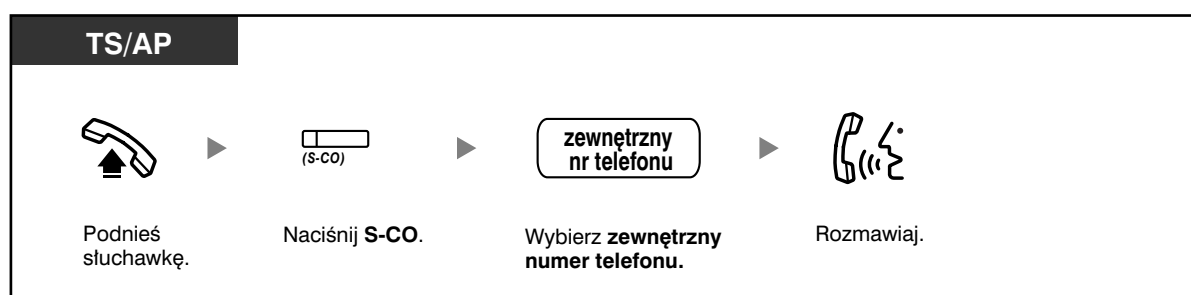 TS/AP
(S-CO)
zewnętrzny
nr telefonu
Podnieś
słuchawkę.
Naciśnij S-CO.
Wybierz zewnętrzny
numer telefonu.
Rozmawiaj.